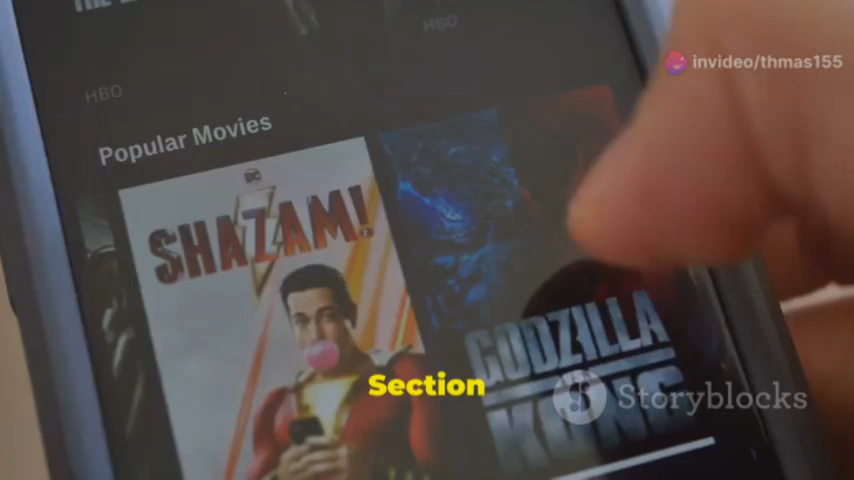 HBO
invideo/thmas155
HBO
Popular Movies
DC
SHAZAM!
GODZILLA
KONG
Section
Storyblocks